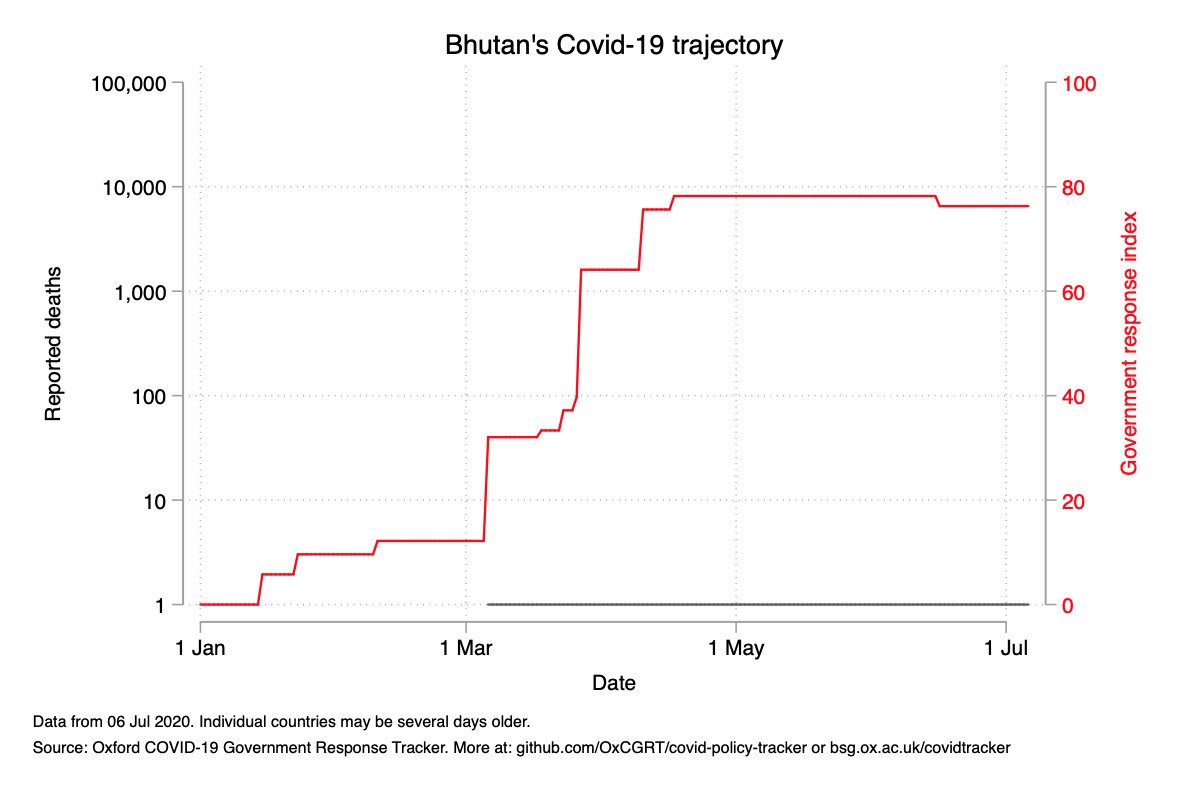 Bhutan's Covid-19 trajectory
100,000
10,000
1,000
100
10
1
Reported deaths
100
80
60
40
20
0
Government response index
1 Jan
1 Mar
1 May
1 Jul
Date
Data from 06 Jul 2020. Individual countries may be several days older.
Source: Oxford COVID-19 Government Response Tracker. More at: github.com/OxCGRT/covid-policy-tracker or bsg.ox.ac.uk/covidtracker